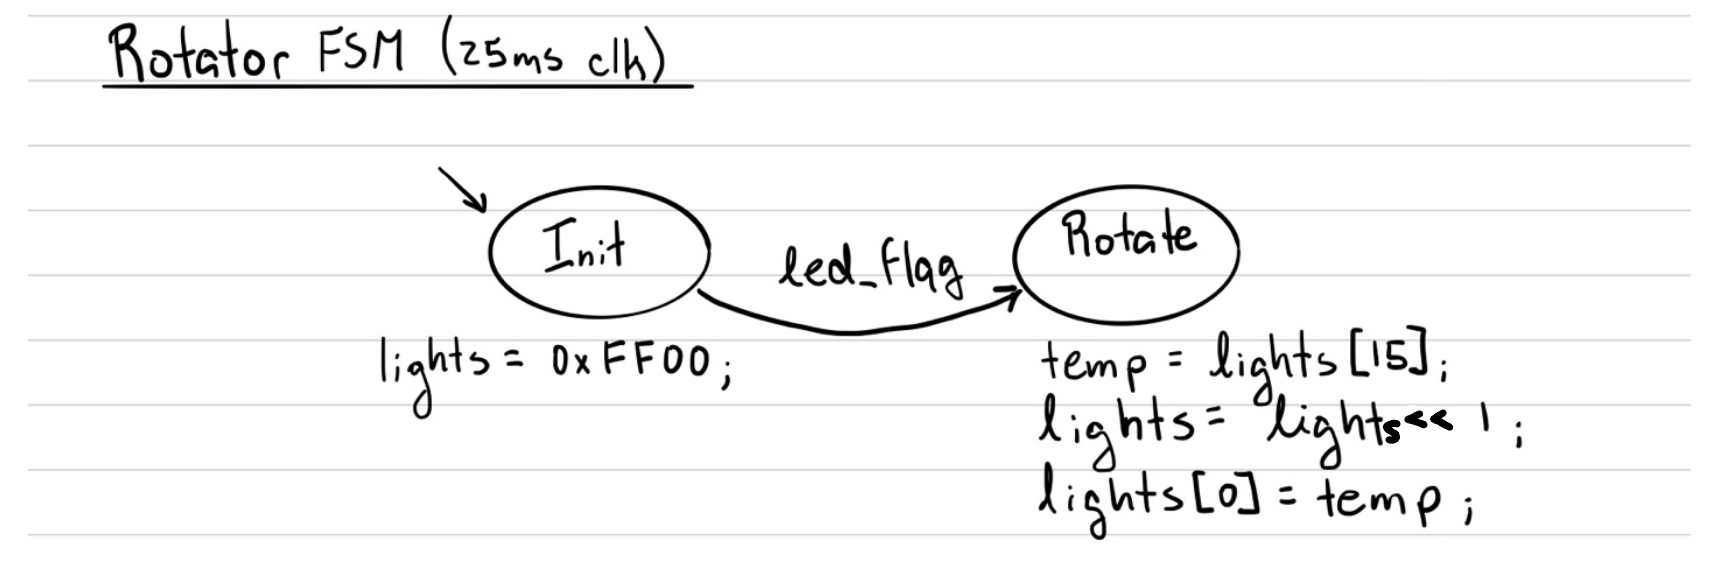 Rotator FSM (25ms clk)
Init
led_flag
Rotate
lights = 0xFF00;
temp = lights[15];
lights = lights<< 1;
lights[0] = temp;